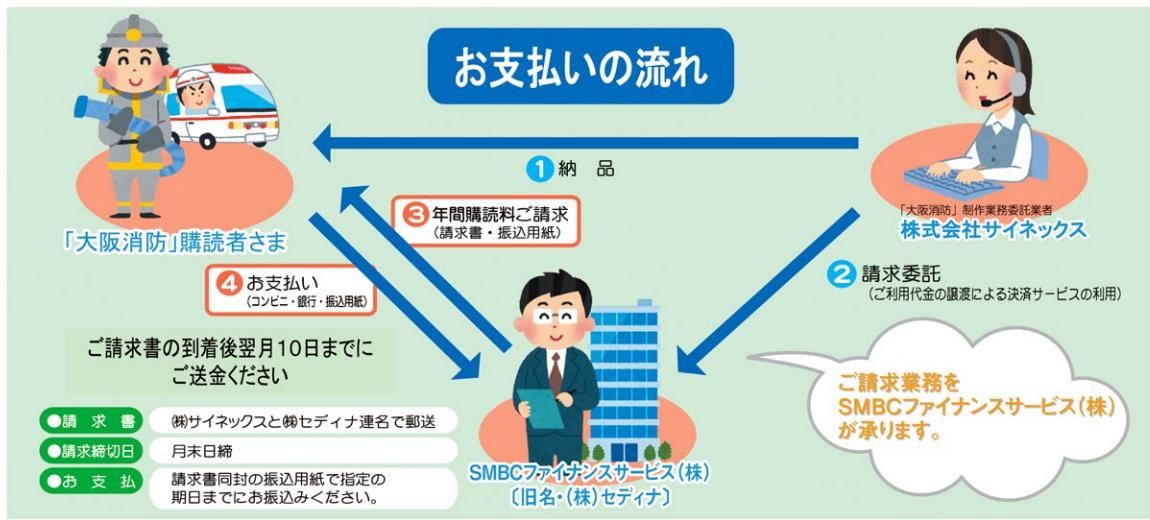 お支払いの流れ
1 納 品
「大阪消防」購読者さま
3 年間購読料ご請求
(請求書・振込用紙)
「大阪消防」制作業務委託業者
株式会社サイネックス
4 お支払い
(コンビニ・銀行・振込用紙)
2 請求委託
(ご利用代金の譲渡による決済サービスの利用)
ご請求書の到着後翌月10日までに
ご送金ください
ご請求業務を
SMBCファイナンスサービス(株)
が承ります。
●請 求 書 ㈱サイネックスと㈱セディナ連名で郵送
●請求締切日 月末日締
●お 支 払 請求書同封の振込用紙で指定の
期日までにお振込みください。
SMBCファイナンスサービス(株)
〔旧名・(株)セディナ〕